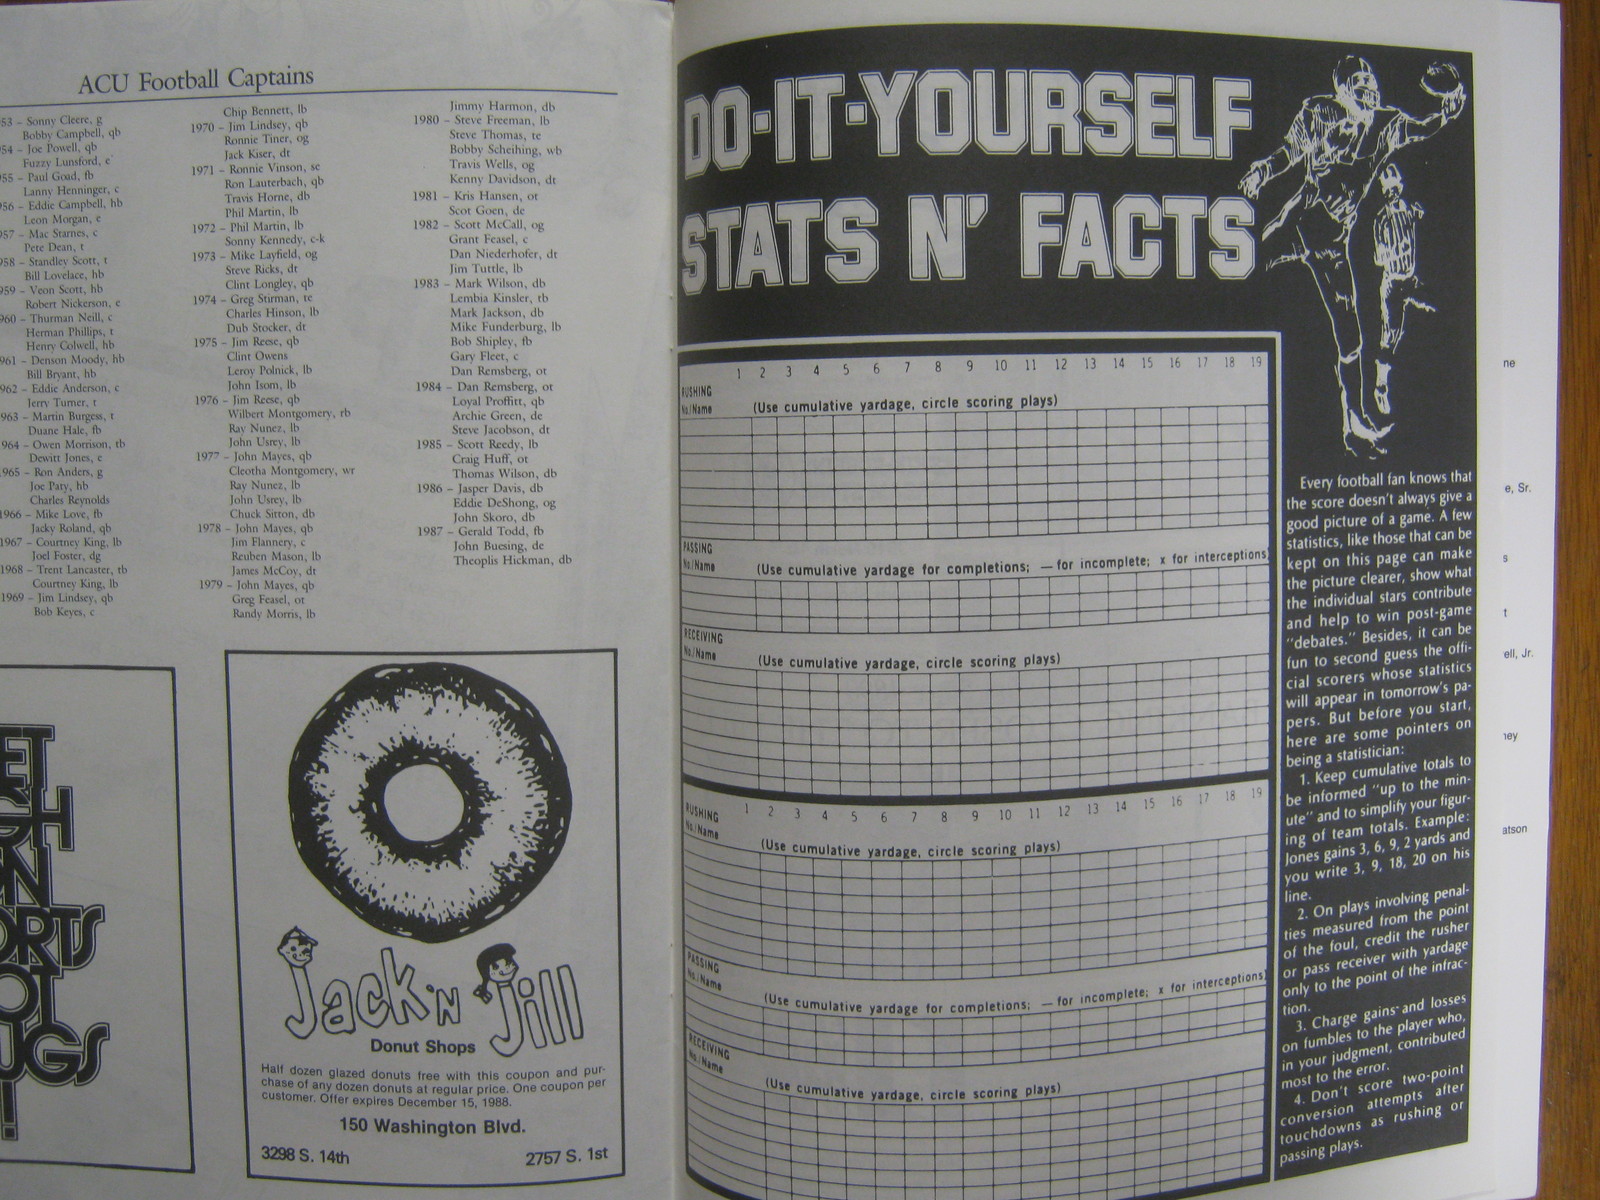 ACU Football Captains
53 – Sonny Cleere, g
Bobby Campbell, qb
54 – Joe Powell, qb
Fuzzy Lunsford, c
55 – Paul Goad, fb
Lanny Henninger, c
956 – Eddie Campbell, hb
Leon Morgan, e
957 – Mac Starnes, c
Pete Dean, t
958 – Standley Scott, t
Bill Lovelace, hb
959 – Veon Scott, hb
Robert Nickerson, e
960 – Thurman Neill, c
Herman Phillips, t
Henry Colwell, hb
961 – Denson Moody, hb
Bill Bryant, hb
962 – Eddie Anderson, c
Jerry Turner, t
963 – Martin Burgess, t
Duane Hale, fb
964 – Owen Morrison, tb
Dewitt Jones, e
965 – Ron Anders, g
Joe Paty, hb
Charles Reynolds
1966 – Mike Love, fb
Jacky Roland, qb
1967 – Courtney King, lb
Joel Foster, dg
1968 – Trent Lancaster, tb
Courtney King, lb
1969 – Jim Lindsey, qb
Bob Keyes, c
Chip Bennett, lb
1970 – Jim Lindsey, qb
Ronnie Tiner, og
Jack Kiser, dt
1971 – Ronnie Vinson, se
Ron Lauterbach, qb
Travis Horne, db
Phil Martin, lb
1972 – Phil Martin, lb
Sonny Kennedy, c-k
1973 – Mike Layfield, og
Steve Ricks, dt
Clint Longley, qb
1974 – Greg Stirman, te
Charles Hinson, lb
Dub Stocker, dt
1975 – Jim Reese, qb
Clint Owens
Leroy Polnick, lb
John Isom, lb
1976 – Jim Reese, qb
Wilbert Montgomery, rb
Ray Nunez, lb
John Usrey, lb
1977 – John Mayes, qb
Cleotha Montgomery, wr
Ray Nunez, lb
John Usrey, lb
Chuck Sitton, db
1978 – John Mayes, qb
Jim Flannery, c
Reuben Mason, lb
James McCoy, dt
1979 – John Mayes, qb
Greg Feasel, ot
Randy Morris, lb
Jimmy Harmon, db
1980 – Steve Freeman, lb
Steve Thomas, te
Bobby Scheihing, wb
Travis Wells, og
Kenny Davidson, dt
1981 – Kris Hansen, ot
Scot Goen, de
1982 – Scott McCall, og
Grant Feasel, c
Dan Niederhofer, dt
Jim Tuttle, lb
1983 – Mark Wilson, db
Lembia Kinsler, tb
Mark Jackson, db
Mike Funderburg, lb
Bob Shipley, fb
Gary Fleet, c
Dan Remsberg, ot
1984 – Dan Remsberg, ot
Loyal Proffitt, qb
Archie Green, de
Steve Jacobson, dt
1985 – Scott Reedy, lb
Craig Huff, ot
Thomas Wilson, db
1986 – Jasper Davis, db
Eddie DeShong, og
John Skoro, db
1987 – Gerald Todd, fb
John Buesing, de
Theoplis Hickman, db
ET
GH
ON
ORTS
OT
UGS
!
Jack 'N Jill
Donut Shops
Half dozen glazed donuts free with this coupon and pur-
chase of any dozen donuts at regular price. One coupon per
customer. Offer expires December 15, 1988.
150 Washington Blvd.
3298 S. 14th 2757 S. 1st
DO-IT-YOURSELF
STATS N' FACTS
1 2 3 4 5 6 7 8 9 10 11 12 13 14 15 16 17 18 19
RUSHING
No./Name (Use cumulative yardage, circle scoring plays)
PASSING
No./Name (Use cumulative yardage for completions; — for incomplete; x for interceptions)
RECEIVING
No./Name (Use cumulative yardage, circle scoring plays)
RUSHING 1 2 3 4 5 6 7 8 9 10 11 12 13 14 15 16 17 18 19
No./Name (Use cumulative yardage, circle scoring plays)
PASSING
No./Name (Use cumulative yardage for completions; — for incomplete; x for interceptions)
RECEIVING
No./Name (Use cumulative yardage, circle scoring plays)
Every football fan knows that
the score doesn't always give a
good picture of a game. A few
statistics, like those that can be
kept on this page can make
the picture clearer, show what
the individual stars contribute
and help to win post-game
"debates." Besides, it can be
fun to second guess the offi-
cial scorers whose statistics
will appear in tomorrow's pa-
pers. But before you start,
here are some pointers on
being a statistician:
1. Keep cumulative totals to
be informed "up to the min-
ute" and to simplify your figur-
ing of team totals. Example:
Jones gains 3, 6, 9, 2 yards and
you write 3, 9, 18, 20 on his
line.
2. On plays involving penal-
ties measured from the point
of the foul, credit the rusher
or pass receiver with yardage
only to the point of the infrac-
tion.
3. Charge gains and losses
on fumbles to the player who,
in your judgment, contributed
most to the error.
4. Don't score two-point
conversion attempts after
touchdowns as rushing or
passing plays.
ne
e, Sr.
s
t
ell, Jr.
ney
atson